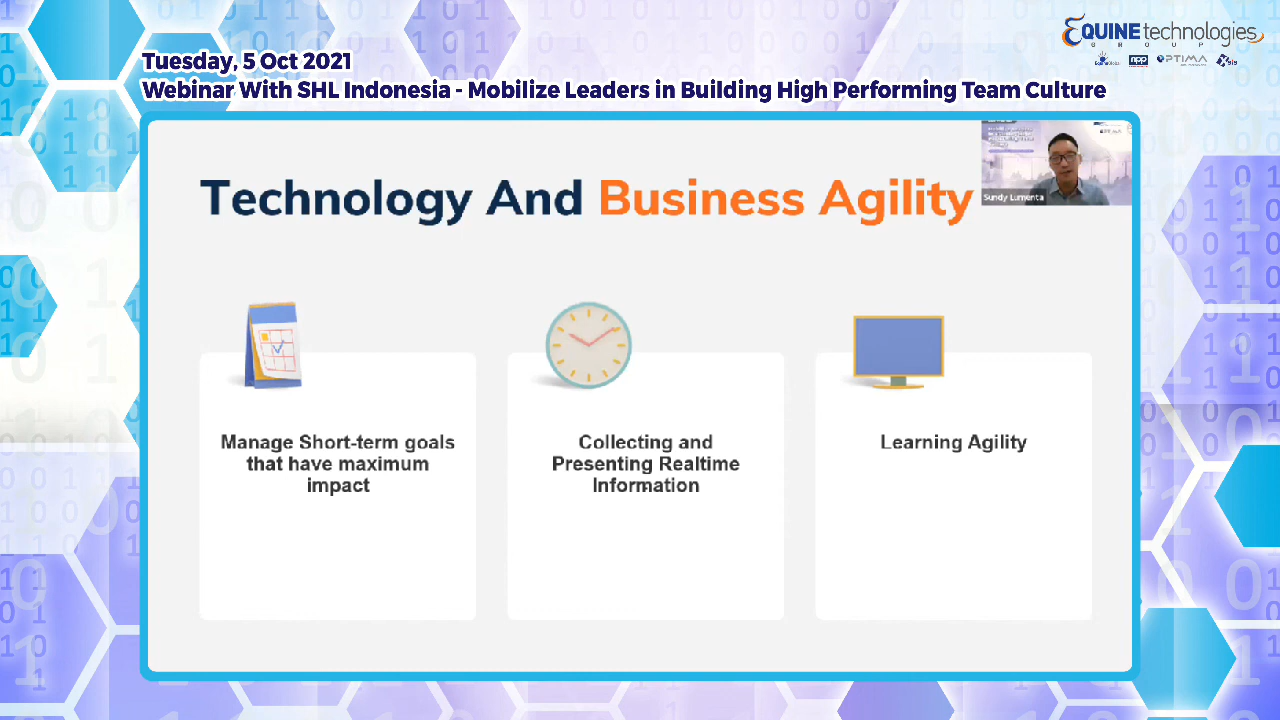 EQUINE technologies
GROUP
OPTIMA
Tuesday, 5 Oct 2021
Webinar With SHL Indonesia - Mobilize Leaders in Building High Performing Team Culture
Technology And Business Agility
Sundy Lumenta
Manage Short-term goals
that have maximum
impact
Collecting and
Presenting Realtime
Information
Learning Agility